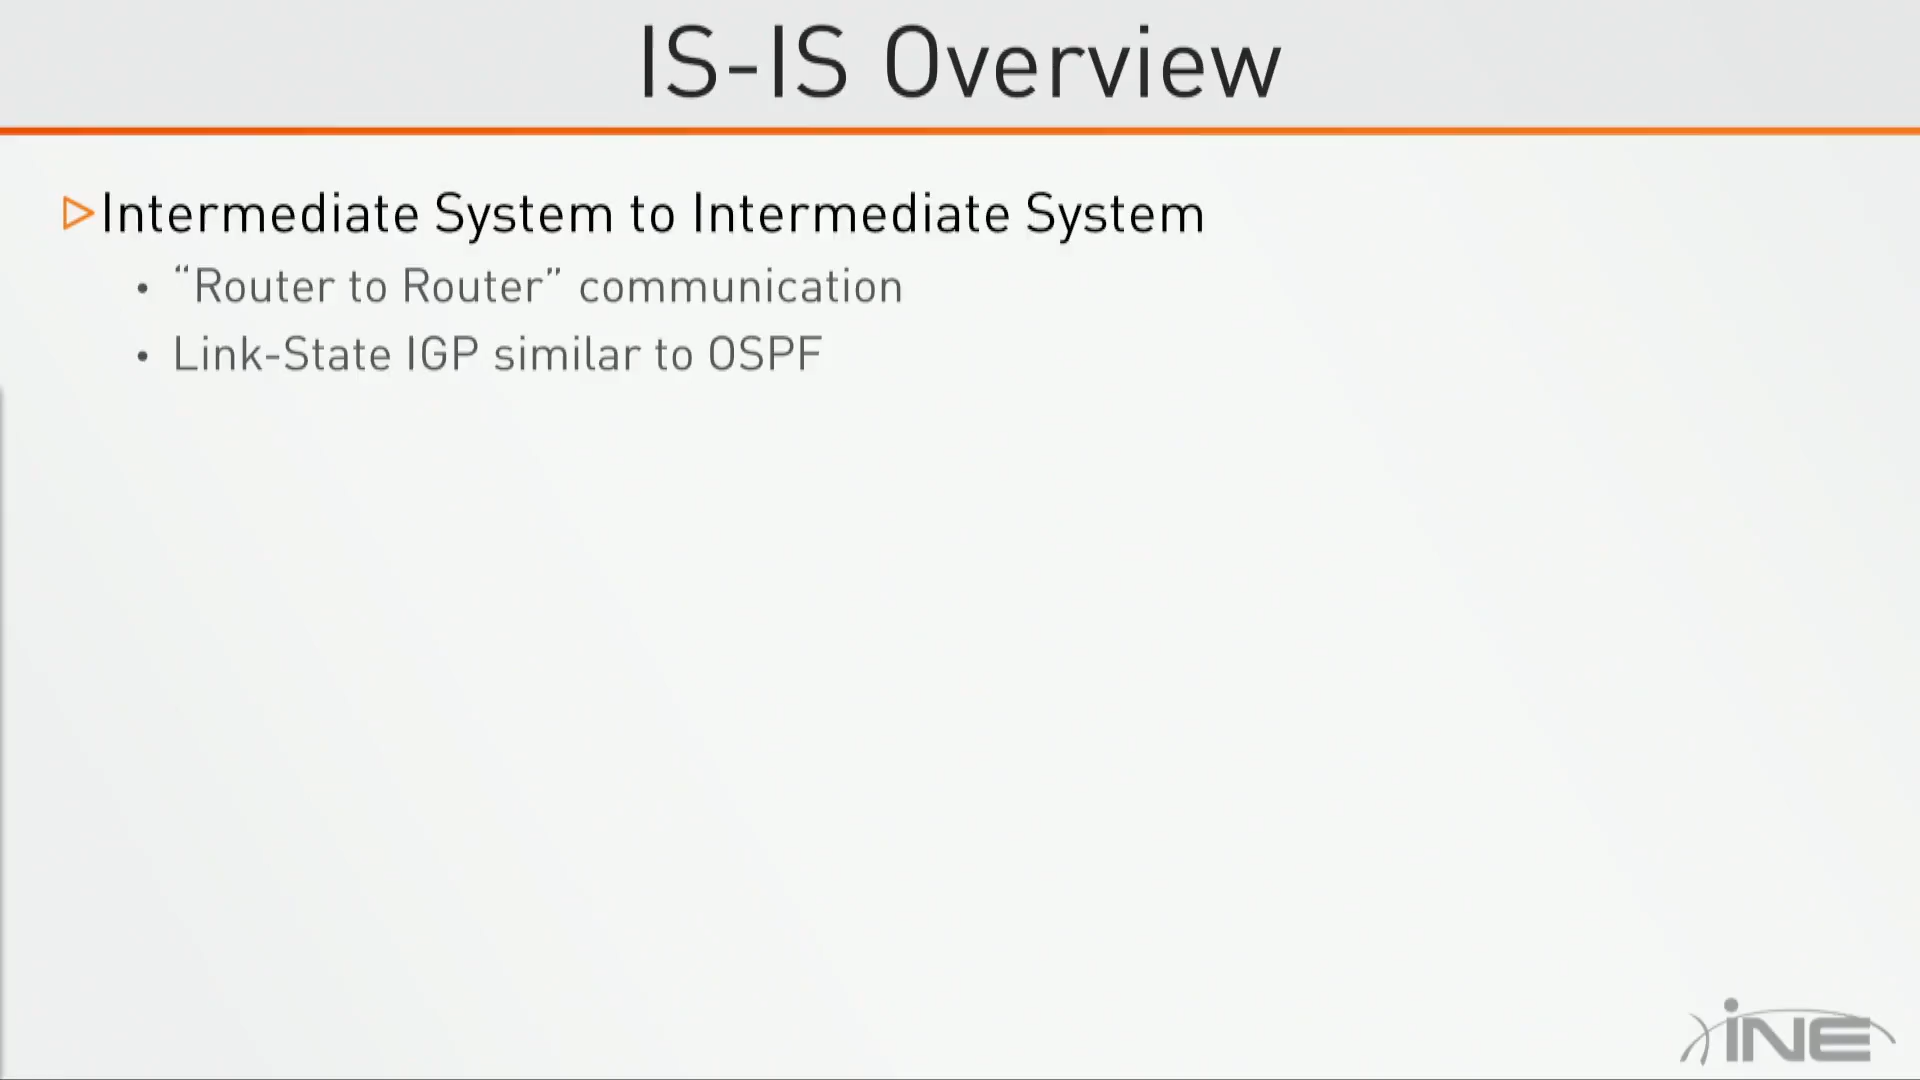 IS-IS Overview
Intermediate System to Intermediate System
• “Router to Router” communication
• Link-State IGP similar to OSPF
iNE